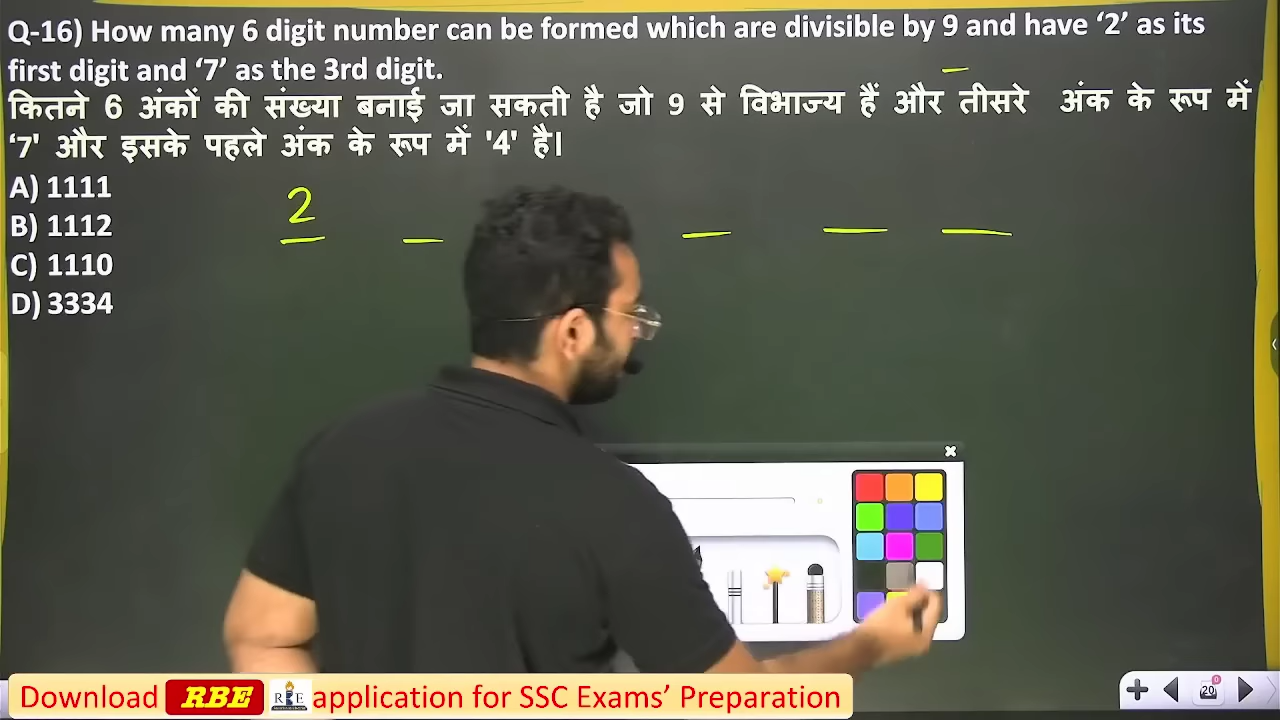 Q-16) How many 6 digit number can be formed which are divisible by 9 and have ‘2’ as its
first digit and ‘7’ as the 3rd digit.
कितने 6 अंकों की संख्या बनाई जा सकती है जो 9 से विभाज्य हैं और तीसरे अंक के रूप में
‘7' और इसके पहले अंक के रूप में '4' है।
A) 1111
B) 1112
C) 1110
D) 3334
2
20
0
Download RBE RBE application for SSC Exams’ Preparation